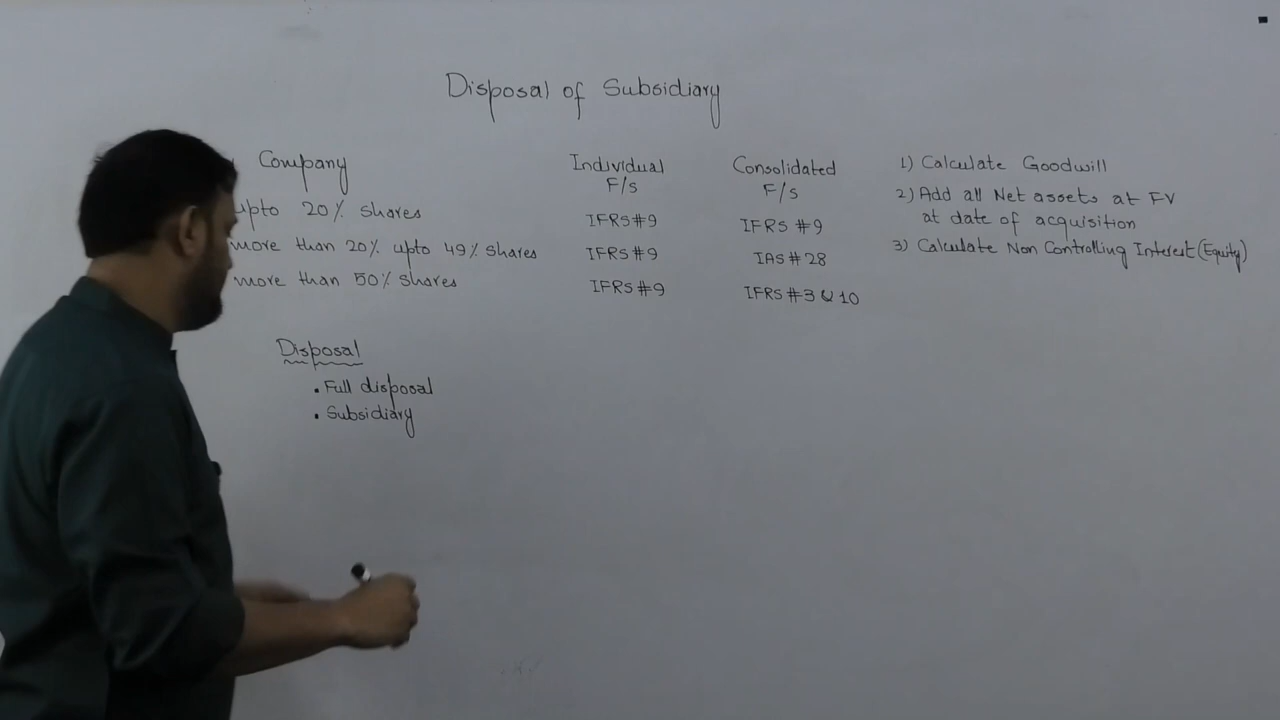 Disposal of Subsidiary
Company
upto 20% shares
more than 20% upto 49% shares
more than 50% shares
Individual
F/s
IFRS#9
IFRS#9
IFRS#9
Consolidated
F/s
IFRS #9
IAS #28
IFRS #3 & 10
1) Calculate Goodwill
2) Add all Net assets at FV
at date of acquisition
3) Calculate Non Controlling Interest (Equity)
Disposal
. Full disposal
. Subsidiary